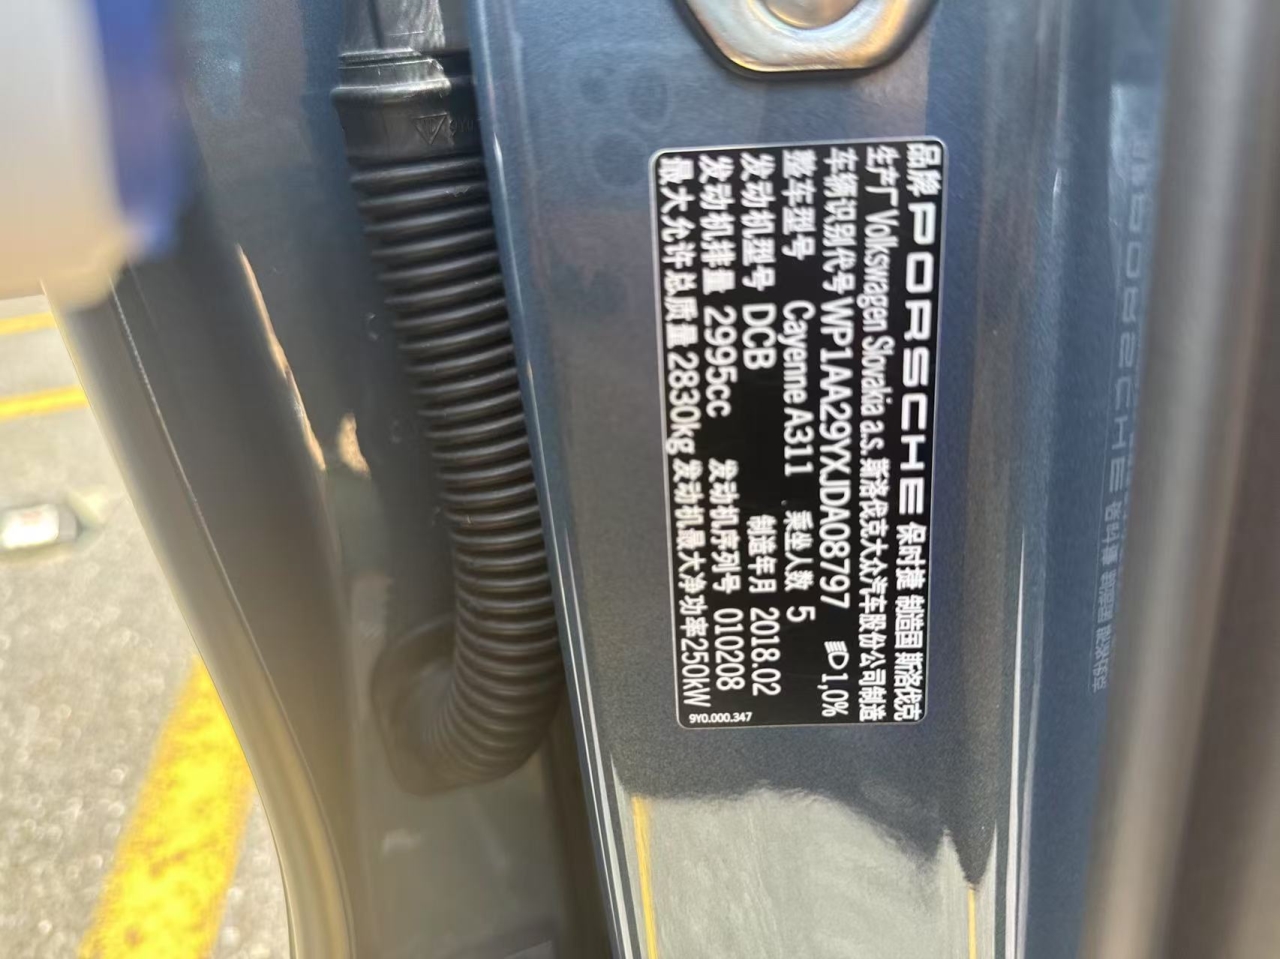 品牌 PORSCHE 保时捷 制造国 斯洛伐克
生产厂 Volkswagen Slovakia a.s. 斯洛伐克大众汽车股份公司制造
车辆识别代号 WP1AA29YXJDA08797 1,0%
整车型号 Cayenne A311 乘坐人数 5
发动机型号 DCB 制造年月 2018.02
发动机排量 2995cc 发动机序列号 010208
最大允许总质量 2830kg 发动机最大净功率 250kW
9Y0.000.347